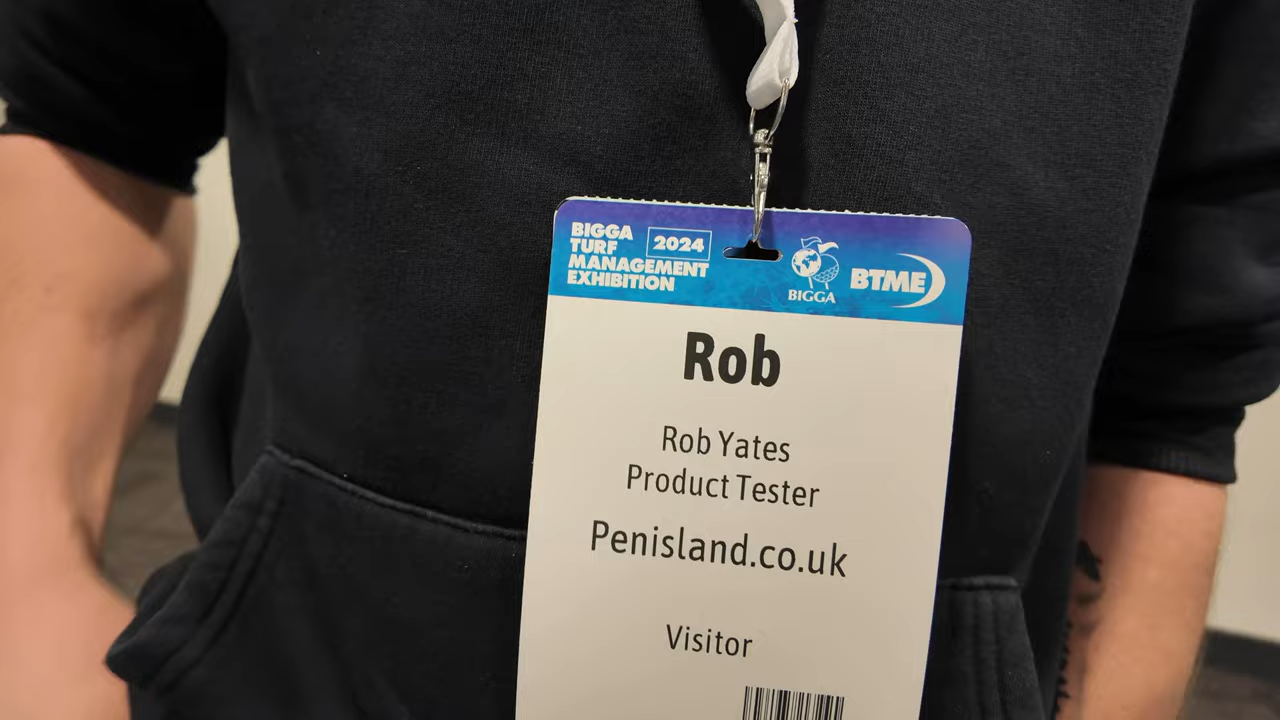 BIGGA
TURF
MANAGEMENT
EXHIBITION
2024
BIGGA
BTME
Rob
Rob Yates
Product Tester
Penisland.co.uk
Visitor